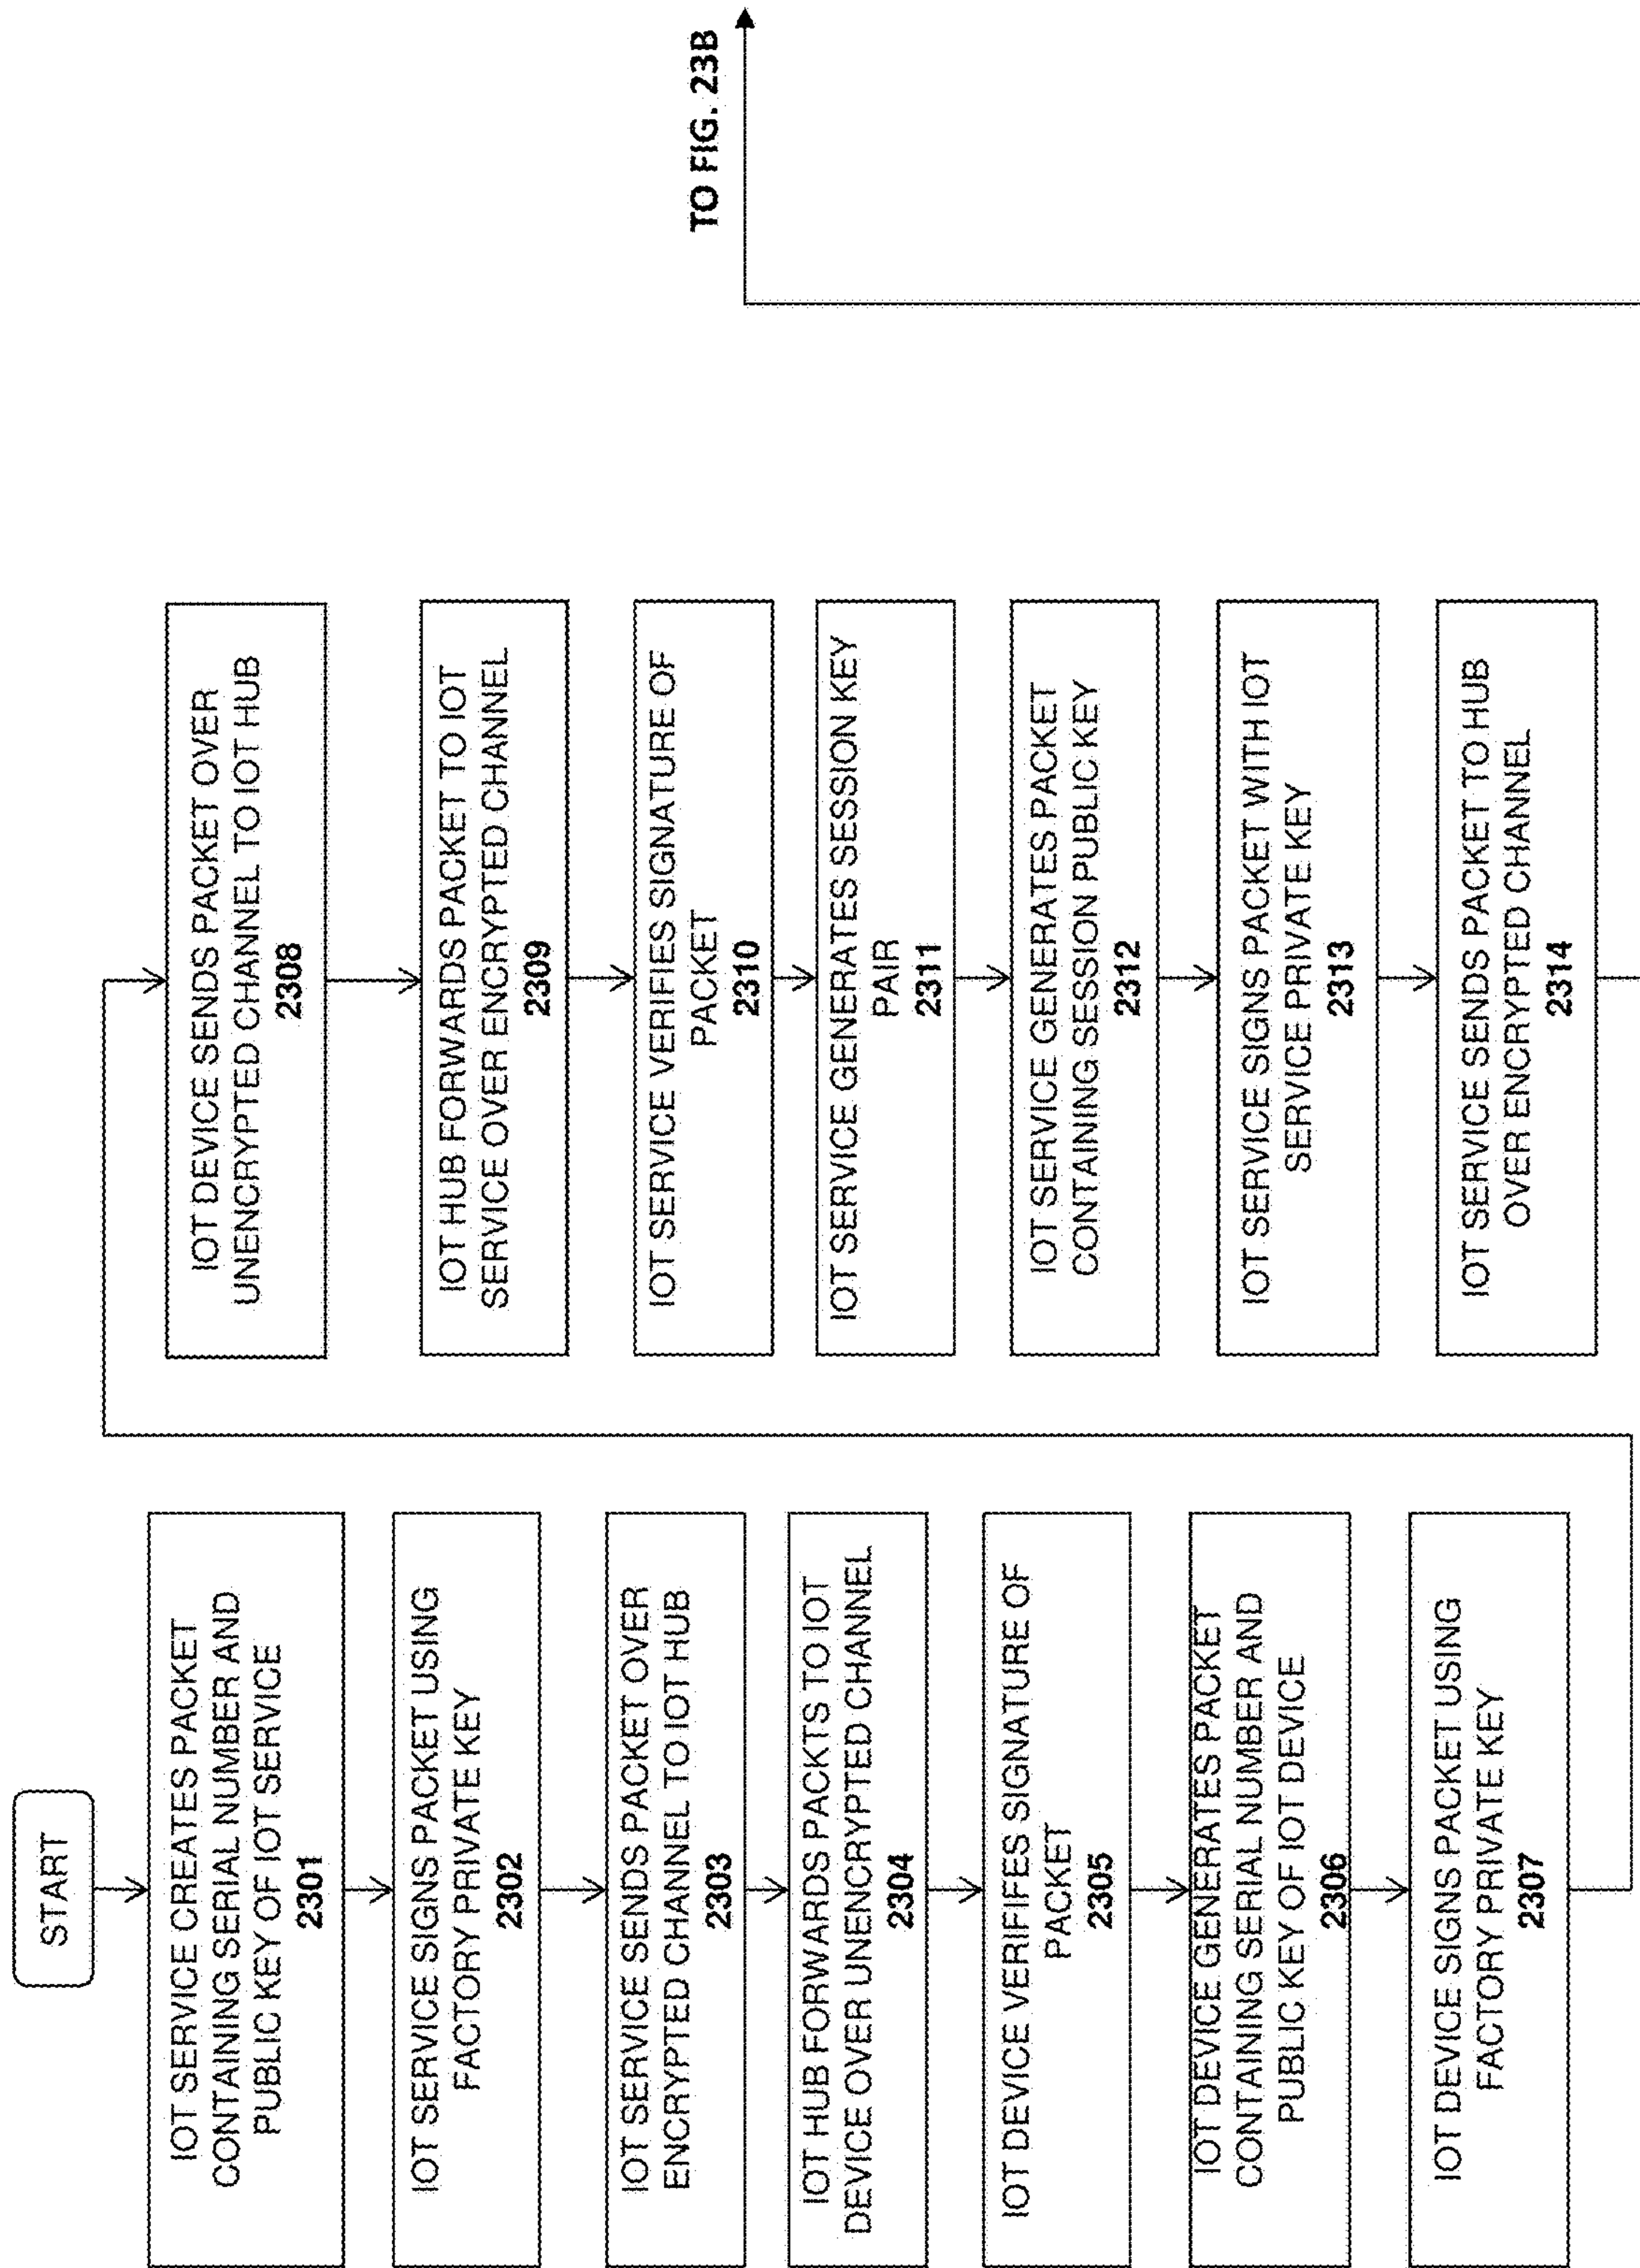 START
IOT SERVICE CREATES PACKET
CONTAINING SERIAL NUMBER AND
PUBLIC KEY OF IOT SERVICE
2301
IOT SERVICE SIGNS PACKET USING
FACTORY PRIVATE KEY
2302
IOT SERVICE SENDS PACKET OVER
ENCRYPTED CHANNEL TO IOT HUB
2303
IOT HUB FORWARDS PACKTS TO IOT
DEVICE OVER UNENCRYPTED CHANNEL
2304
IOT DEVICE VERIFIFES SIGNATURE OF
PACKET
2305
IOT DEVICE GENERATES PACKET
CONTAINING SERIAL NUMBER AND
PUBLIC KEY OF IOT DEVICE
2306
IOT DEVICE SIGNS PACKET USING
FACTORY PRIVATE KEY
2307
IOT DEVICE SENDS PACKET OVER
UNENCRYPTED CHANNEL TO IOT HUB
2308
IOT HUB FORWARDS PACKET TO IOT
SERVICE OVER ENCRYPTED CHANNEL
2309
IOT SERVICE VERIFIES SIGNATURE OF
PACKET
2310
IOT SERVICE GENERATES SESSION KEY
PAIR
2311
IOT SERVICE GENERATES PACKET
CONTAINING SESSION PUBLIC KEY
2312
IOT SERVICE SIGNS PACKET WITH IOT
SERVICE PRIVATE KEY
2313
IOT SERVICE SENDS PACKET TO HUB
OVER ENCRYPTED CHANNEL
2314
TO FIG. 23B